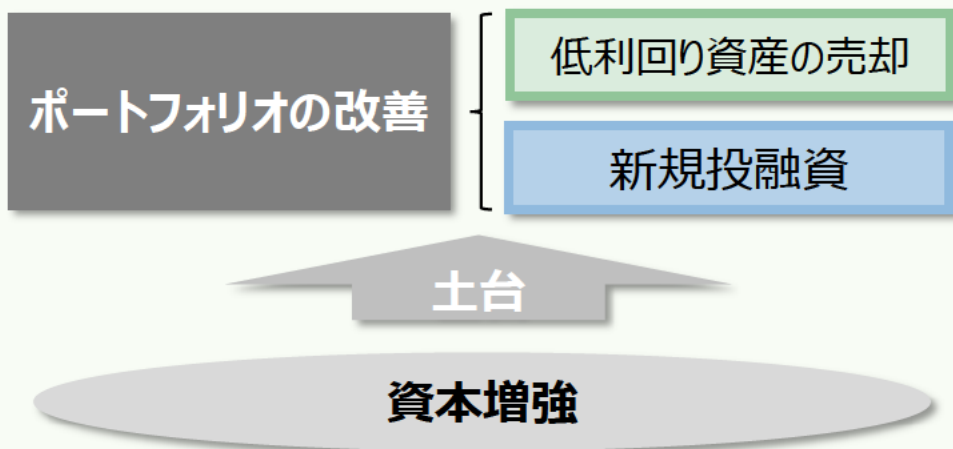 ポートフォリオの改善
低利回り資産の売却
新規投融資
土台
資本増強